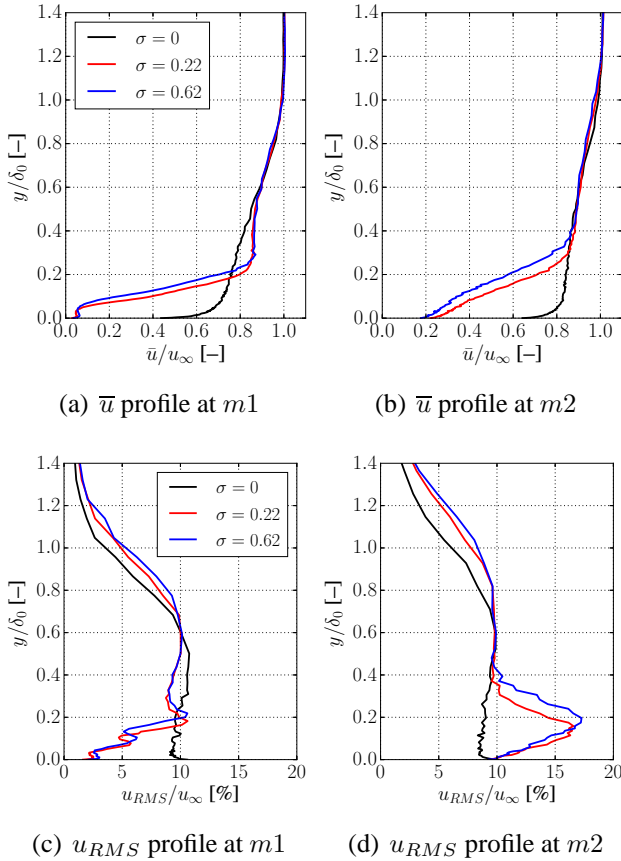 1.4
1.2
1.0
0.8
0.6
0.4
0.2
0.0
y/δ₀ [–]
σ = 0
σ = 0.22
σ = 0.62
0.0 0.2 0.4 0.6 0.8 1.0
ū/u∞ [–]
(a) u̅ profile at m1
1.4
1.2
1.0
0.8
0.6
0.4
0.2
0.0
y/δ₀ [–]
0.0 0.2 0.4 0.6 0.8 1.0
ū/u∞ [–]
(b) u̅ profile at m2
1.4
1.2
1.0
0.8
0.6
0.4
0.2
0.0
y/δ₀ [–]
σ = 0
σ = 0.22
σ = 0.62
0 5 10 15 20
u_RMS/u∞ [%]
(c) u_RMS profile at m1
1.4
1.2
1.0
0.8
0.6
0.4
0.2
0.0
y/δ₀ [–]
0 5 10 15 20
u_RMS/u∞ [%]
(d) u_RMS profile at m2